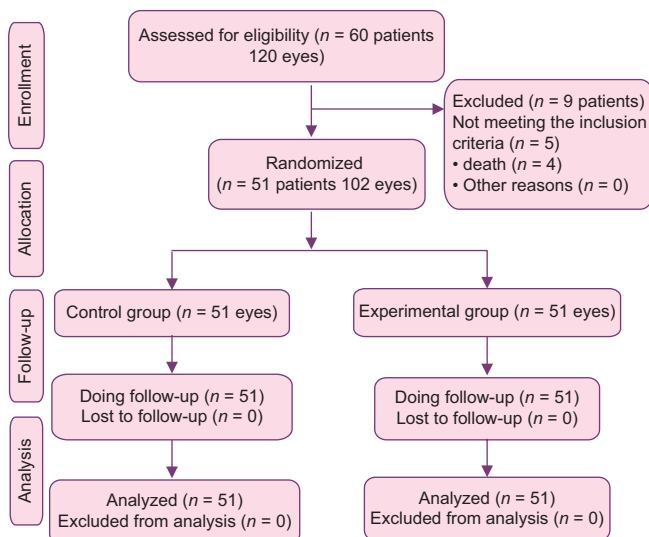 Enrollment
Assessed for eligibility (n = 60 patients
120 eyes)
Excluded (n = 9 patients)
Not meeting the inclusion
criteria (n = 5)
• death (n = 4)
• Other reasons (n = 0)
Randomized
(n = 51 patients 102 eyes)
Allocation
Control group (n = 51 eyes)
Experimental group (n = 51 eyes)
Follow-up
Doing follow-up (n = 51)
Lost to follow-up (n = 0)
Doing follow-up (n = 51)
Lost to follow-up (n = 0)
Analysis
Analyzed (n = 51)
Excluded from analysis (n = 0)
Analyzed (n = 51)
Excluded from analysis (n = 0)